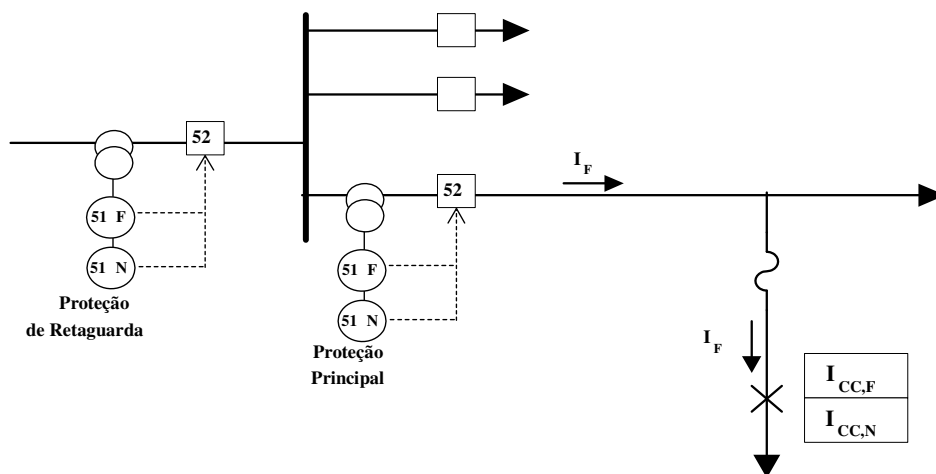 52
51 F
51 N
Proteção
de Retaguarda
52
51 F
51 N
Proteção
Principal
I F
I F
I CC,F
I CC,N